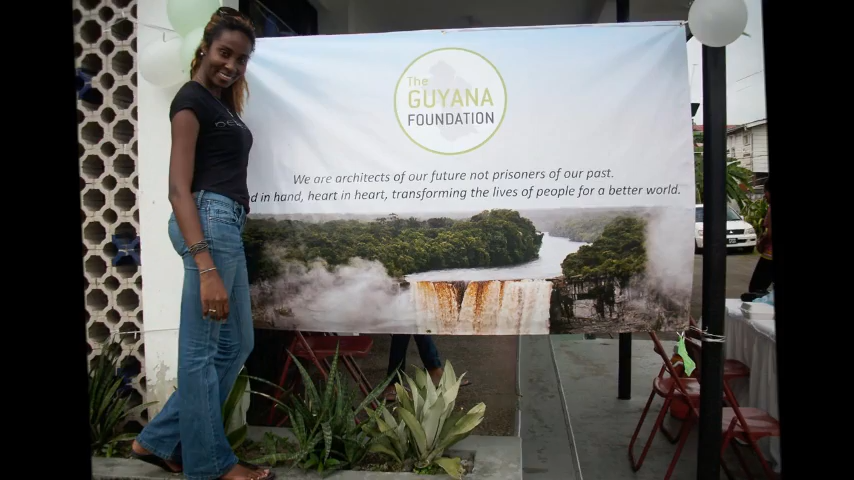 The
GUYANA
FOUNDATION
We are architects of our future not prisoners of our past.
in hand, heart in heart, transforming the lives of people for a better world.